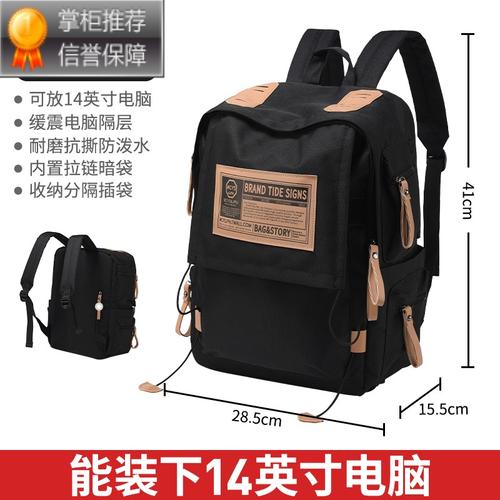 掌柜推荐
信誉保障
可放14英寸电脑
缓震电脑隔层
耐磨抗撕防泼水
内置拉链暗袋
收纳分隔插袋
BRAND TIDE SIGNS
BAG&STORY
41cm
28.5cm
15.5cm
能装下14英寸电脑